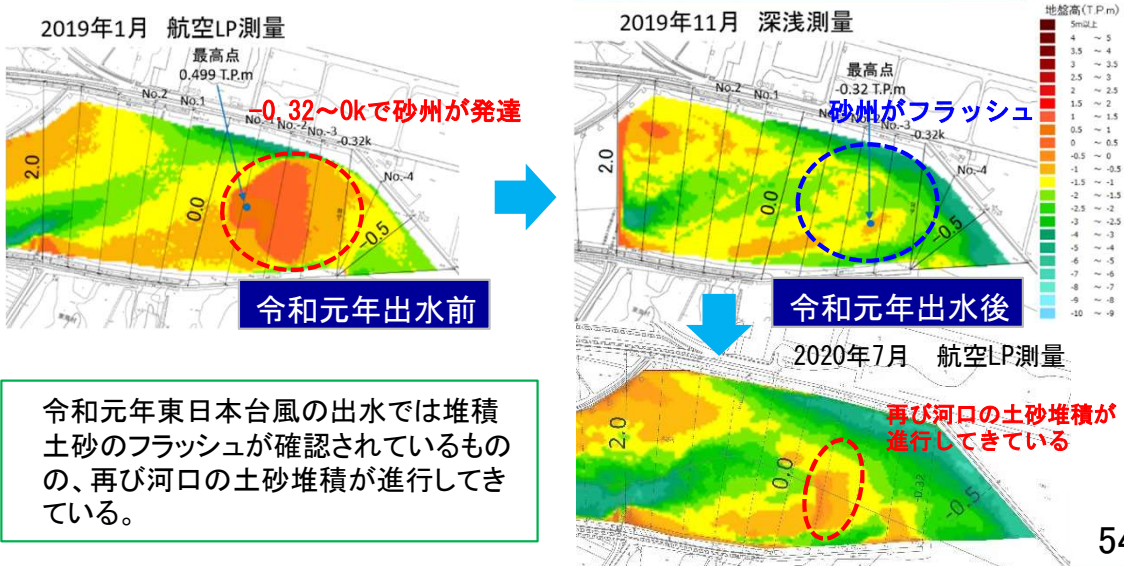 2019年1月 航空LP測量
最高点
0.499 T.P.m
No.2
No.1
-0.32～0kで砂州が発達
No.-2
No.-3
-0.32k
No.-4
2.0
0.0
-0.5
令和元年出水前
2019年11月 深浅測量
最高点
-0.32 T.P.m
No.2
No.1
砂州がフラッシュ
-0.32k
No.-4
2.0
0.0
-0.5
令和元年出水後
地盤高(T.P.m)
5m以上
4 ～ 5
3.5 ～ 4
3 ～ 3.5
2.5 ～ 3
2 ～ 2.5
1.5 ～ 2
1 ～ 1.5
0.5 ～ 1
0 ～ 0.5
-0.5 ～ 0
-1 ～ -0.5
-1.5 ～ -1
-2 ～ -1.5
-2.5 ～ -2
-3 ～ -2.5
-4 ～ -3
-5 ～ -4
-6 ～ -5
-7 ～ -6
-8 ～ -7
-9 ～ -8
-10 ～ -9
2020年7月 航空LP測量
再び河口の土砂堆積が
進行してきている
2.0
0.0
-0.32
-0.5
令和元年東日本台風の出水では堆積
土砂のフラッシュが確認されているもの
の、再び河口の土砂堆積が進行してき
ている。
54